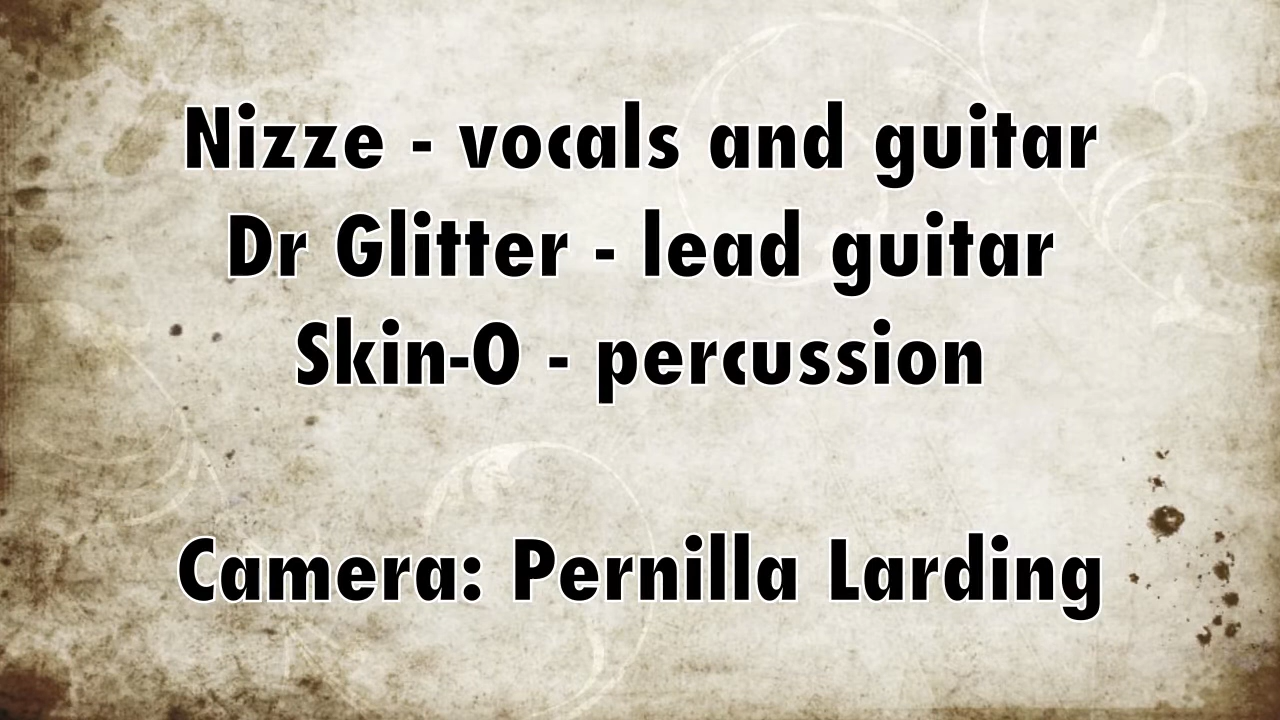 Nizze - vocals and guitar
Dr Glitter - lead guitar
Skin-O - percussion
Camera: Pernilla Larding